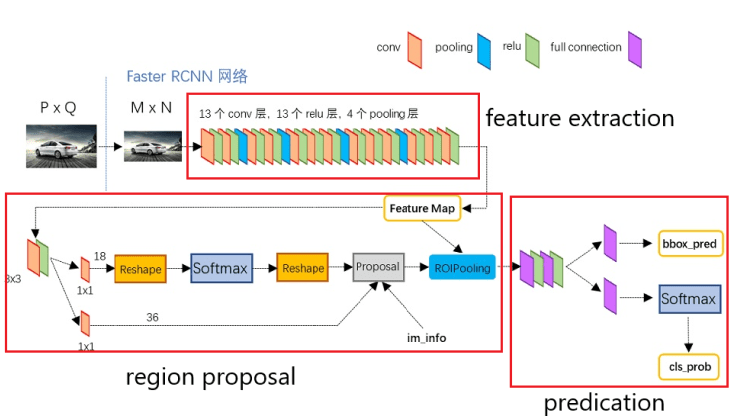 conv pooling relu full connection
Faster RCNN 网络
P x Q M x N
13 个 conv 层, 13 个 relu 层, 4 个 pooling 层
feature extraction
Feature Map
18
Reshape Softmax Reshape Proposal ROIPooling
3x3
1x1
36
1x1
im_info
bbox_pred
Softmax
cls_prob
region proposal
predication